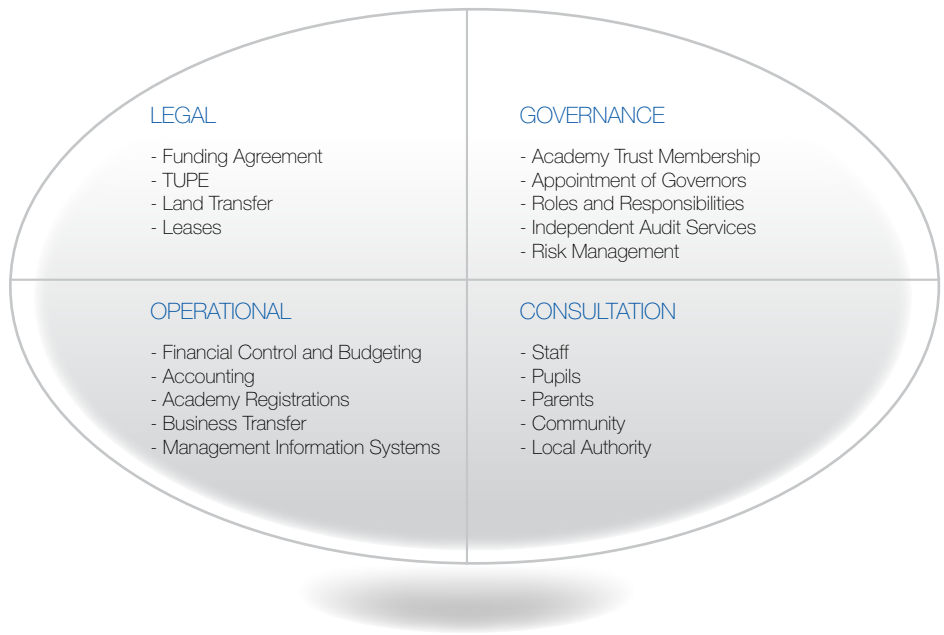 LEGAL
- Funding Agreement
- TUPE
- Land Transfer
- Leases
GOVERNANCE
- Academy Trust Membership
- Appointment of Governors
- Roles and Responsibilities
- Independent Audit Services
- Risk Management
OPERATIONAL
- Financial Control and Budgeting
- Accounting
- Academy Registrations
- Business Transfer
- Management Information Systems
CONSULTATION
- Staff
- Pupils
- Parents
- Community
- Local Authority